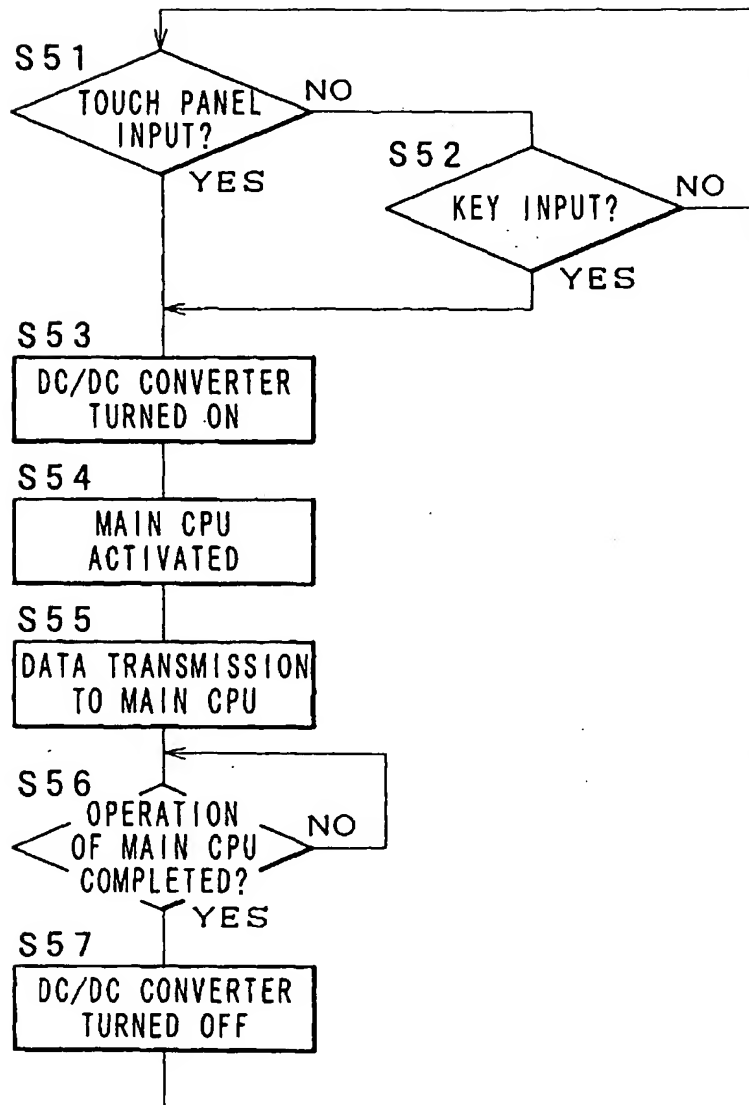 S51
TOUCH PANEL
INPUT?
NO
YES
S52
KEY INPUT?
NO
YES
S53
DC/DC CONVERTER
TURNED ON
S54
MAIN CPU
ACTIVATED
S55
DATA TRANSMISSION
TO MAIN CPU
S56
OPERATION
OF MAIN CPU
COMPLETED?
NO
YES
S57
DC/DC CONVERTER
TURNED OFF